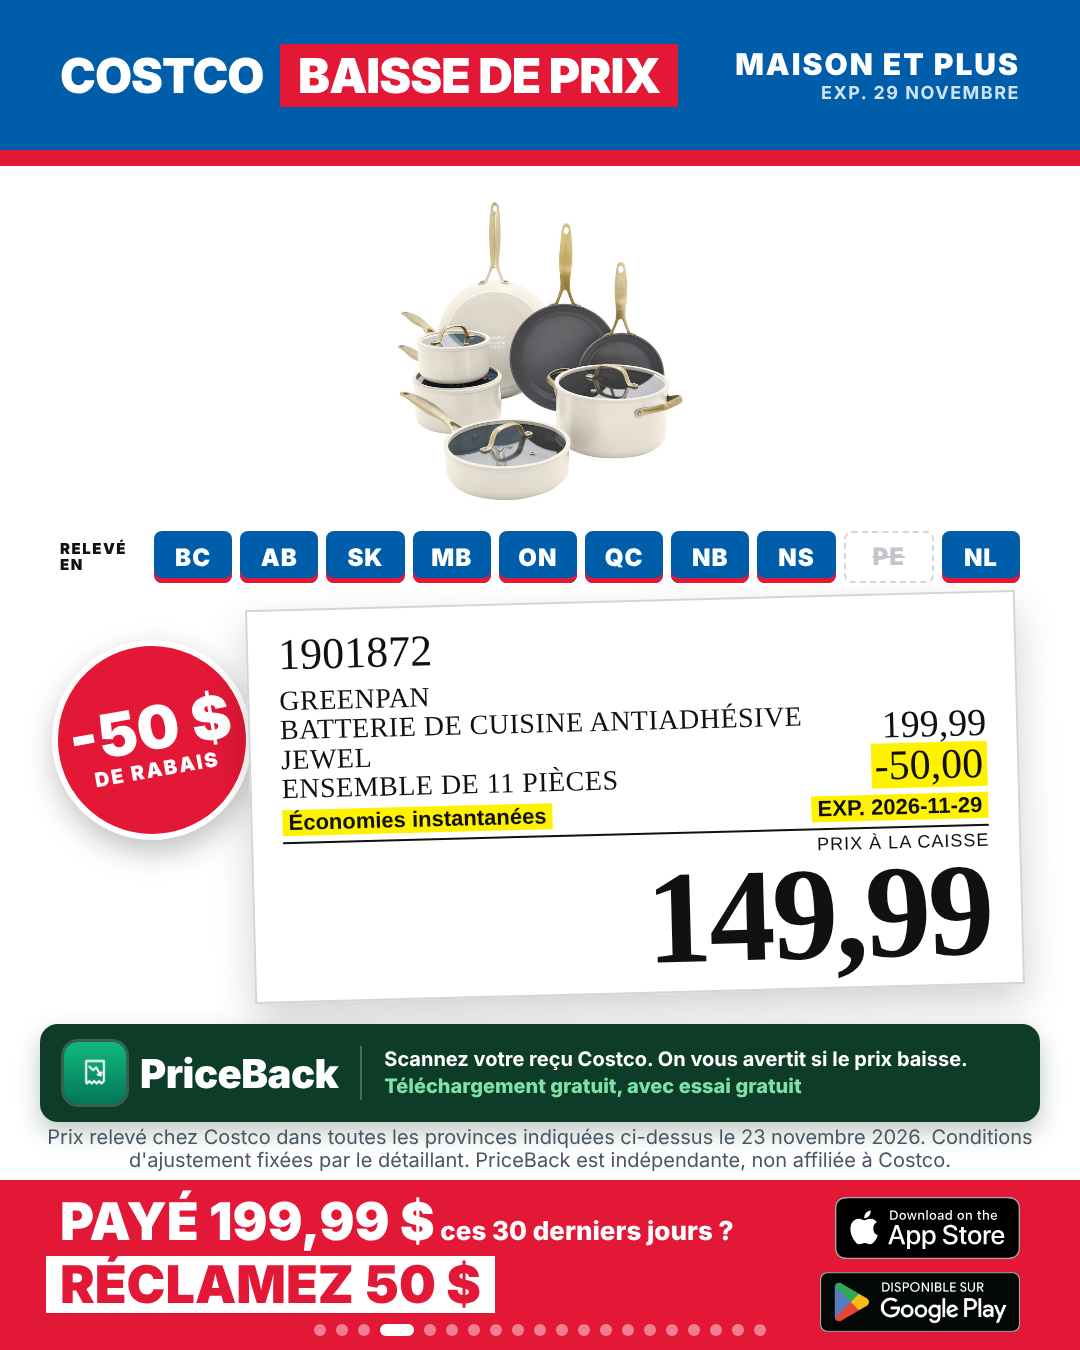 COSTCO BAISSE DE PRIX
MAISON ET PLUS
EXP. 29 NOVEMBRE
RELEVÉ EN
BC AB SK MB ON QC NB NS PE NL
-50 $
DE RABAIS
1901872
GREENPAN
BATTERIE DE CUISINE ANTIADHÉSIVE
JEWEL
ENSEMBLE DE 11 PIÈCES
Économies instantanées
199,99
-50,00
EXP. 2026-11-29
PRIX À LA CAISSE
149,99
PriceBack
Scannez votre reçu Costco. On vous avertit si le prix baisse.
Téléchargement gratuit, avec essai gratuit
Prix relevé chez Costco dans toutes les provinces indiquées ci-dessus le 23 novembre 2026. Conditions
d'ajustement fixées par le détaillant. PriceBack est indépendante, non affiliée à Costco.
PAYÉ 199,99 $ ces 30 derniers jours ?
RÉCLAMEZ 50 $
Download on the
App Store
DISPONIBLE SUR
Google Play